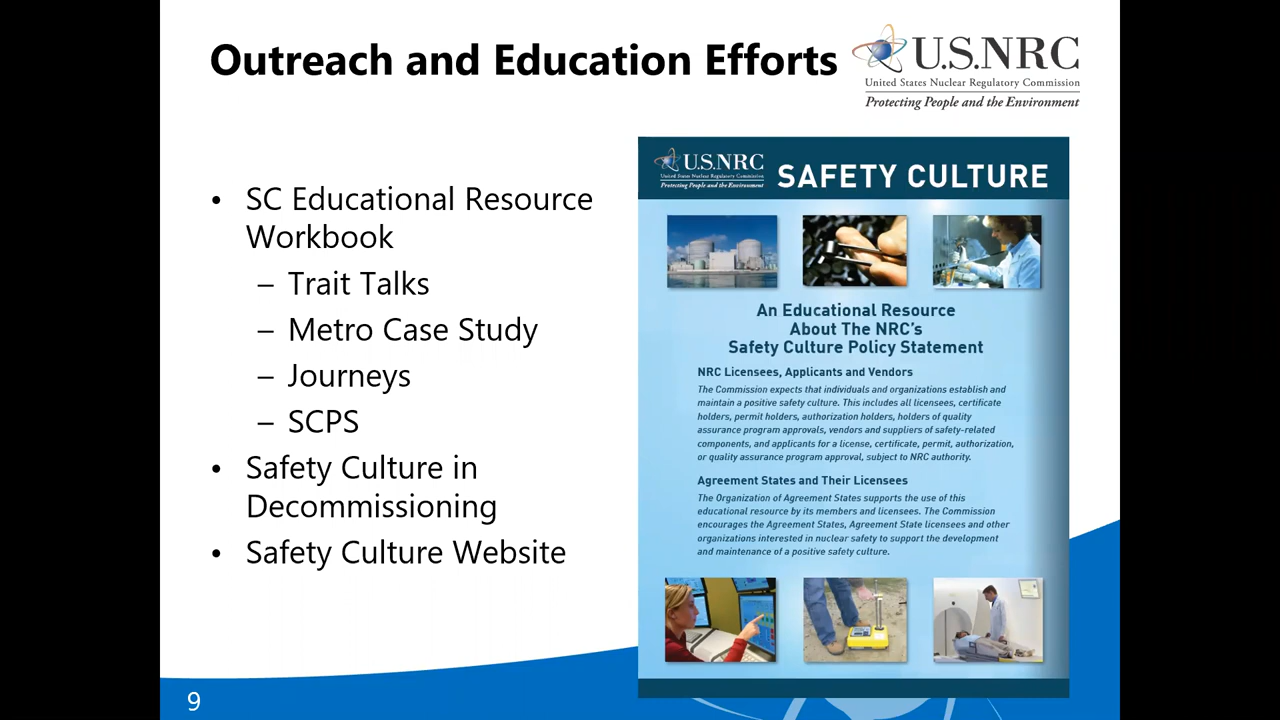 Outreach and Education Efforts
U.S.NRC
United States Nuclear Regulatory Commission
Protecting People and the Environment
• SC Educational Resource
Workbook
– Trait Talks
– Metro Case Study
– Journeys
– SCPS
• Safety Culture in
Decommissioning
• Safety Culture Website
U.S.NRC
United States Nuclear Regulatory Commission
Protecting People and the Environment
SAFETY CULTURE
An Educational Resource
About The NRC's
Safety Culture Policy Statement
NRC Licensees, Applicants and Vendors
The Commission expects that individuals and organizations establish and
maintain a positive safety culture. This includes all licensees, certificate
holders, permit holders, authorization holders, holders of quality
assurance program approvals, vendors and suppliers of safety-related
components, and applicants for a license, certificate, permit, authorization,
or quality assurance program approval, subject to NRC authority.
Agreement States and Their Licensees
The Organization of Agreement States supports the use of this
educational resource by its members and licensees. The Commission
encourages the Agreement States, Agreement State licensees and other
organizations interested in nuclear safety to support the development
and maintenance of a positive safety culture.
9